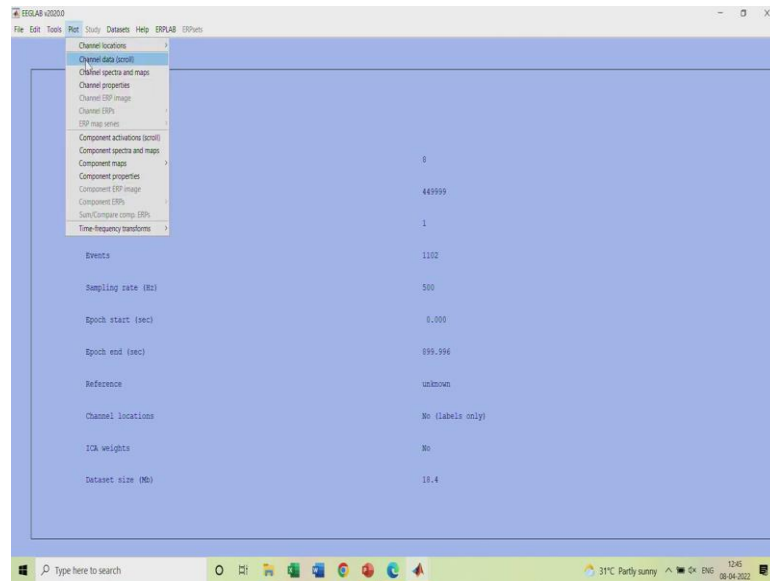 EEGLAB v2020.0
File Edit Tools Plot Study Datasets Help ERPLAB ERPsets
Channel locations
Channel data (scroll)
Channel spectra and maps
Channel properties
Channel ERP image
Channel ERPs
ERP map series
Component activations (scroll)
Component spectra and maps
Component maps
Component properties
Component ERP image
Component ERPs
Sum/Compare comp. ERPs
Time-frequency transforms
8
449999
1
Events 1102
Sampling rate (Hz) 500
Epoch start (sec) 0.000
Epoch end (sec) 899.996
Reference unknown
Channel locations No (labels only)
ICA weights No
Dataset size (Mb) 18.4
Type here to search
31°C Partly sunny ENG 12:45
08-04-2022